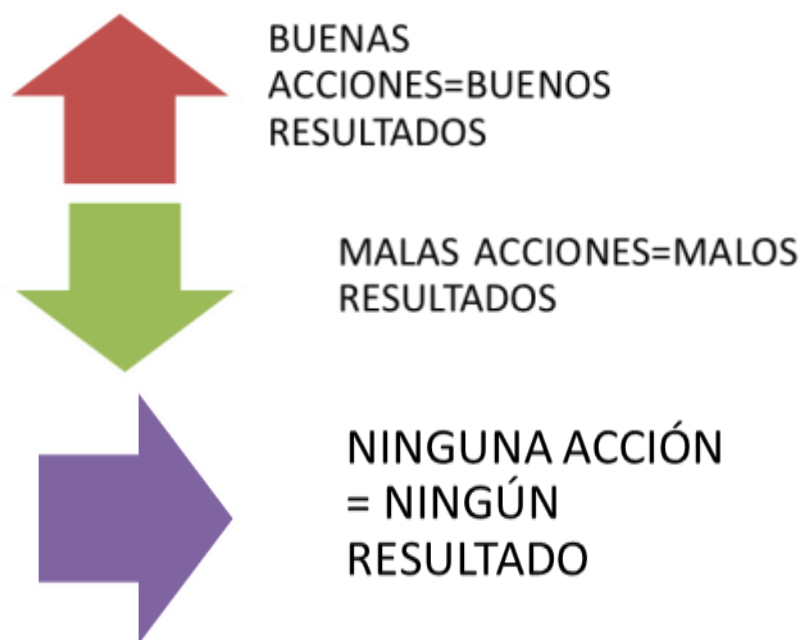 BUENAS
ACCIONES=BUENOS
RESULTADOS
MALAS ACCIONES=MALOS
RESULTADOS
NINGUNA ACCIÓN
= NINGÚN
RESULTADO